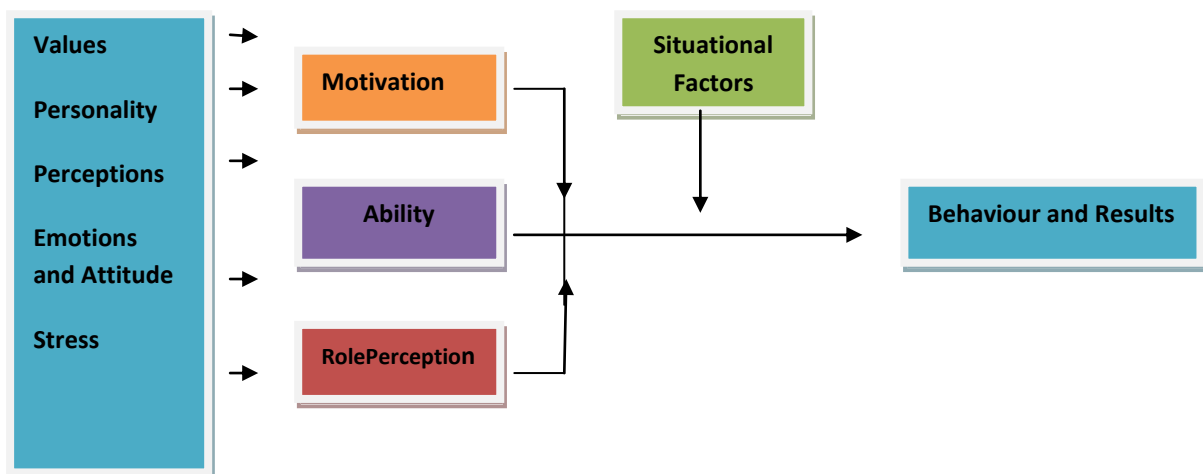 Values
Personality
Perceptions
Emotions
and Attitude
Stress
Motivation
Ability
RolePerception
Situational
Factors
Behaviour and Results